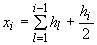 x_i = \sum_{l=1}^{i-1} h_l + \frac{h_i}{2}